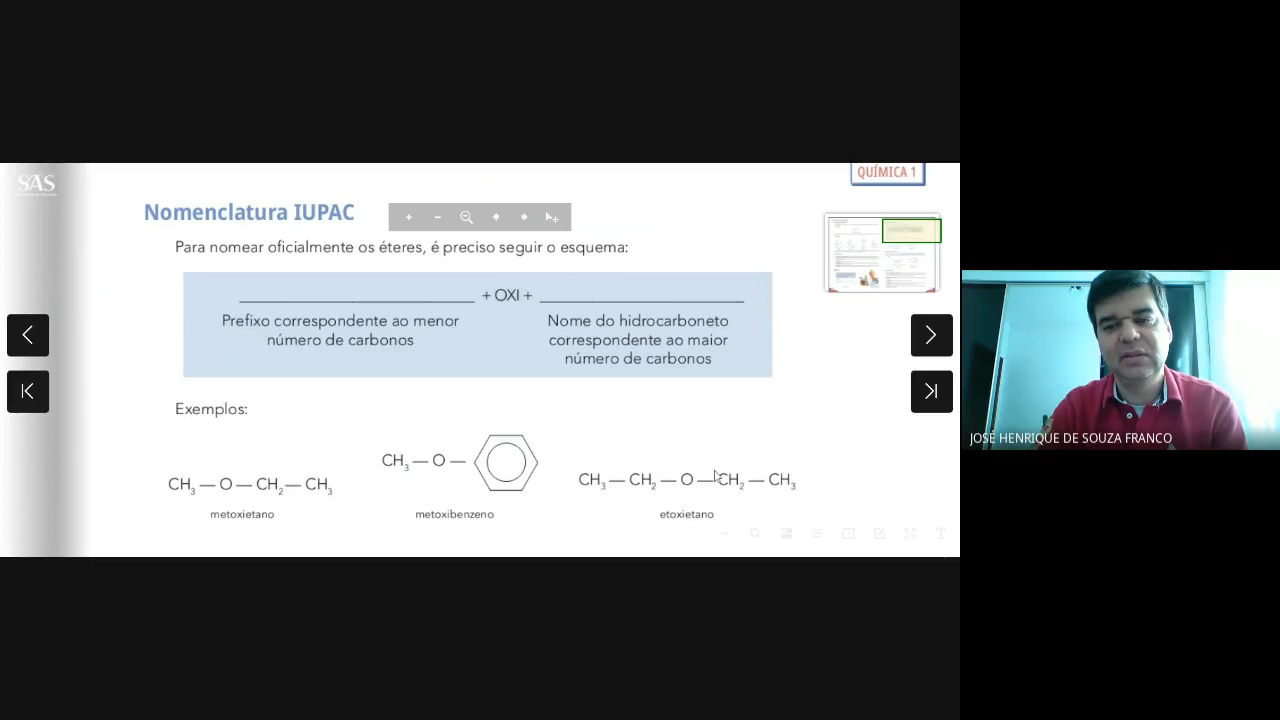 SAS
QUÍMICA 1
Nomenclatura IUPAC
Para nomear oficialmente os éteres, é preciso seguir o esquema:
+ OXI +
Prefixo correspondente ao menor
número de carbonos
Nome do hidrocarboneto
correspondente ao maior
número de carbonos
Exemplos:
CH3 — O — CH2 — CH3
metoxietano
CH3 — O —
metoxibenzeno
CH3 — CH2 — O — CH2 — CH3
etoxietano
JOSÉ HENRIQUE DE SOUZA FRANCO